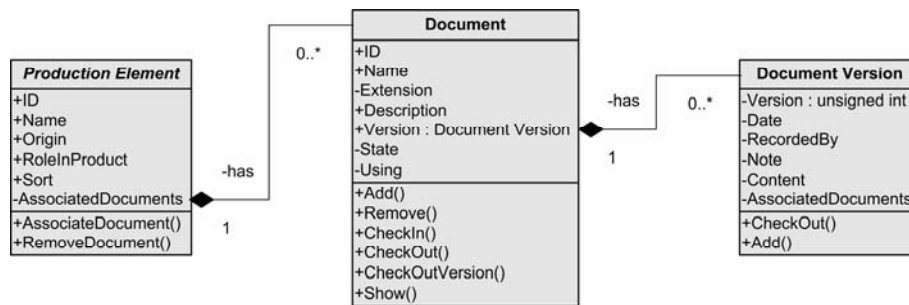 Production Element
+ID
+Name
+Origin
+RoleInProduct
+Sort
-AssociatedDocuments
+AssociateDocument()
+RemoveDocument()
-has
1
0..*
Document
+ID
+Name
-Extension
+Description
+Version : Document Version
-State
-Using
+Add()
+Remove()
+CheckIn()
+CheckOut()
+CheckOutVersion()
+Show()
-has
1
0..*
Document Version
-Version : unsigned int
-Date
-RecordedBy
-Note
-Content
-AssociatedDocuments
+CheckOut()
+Add()